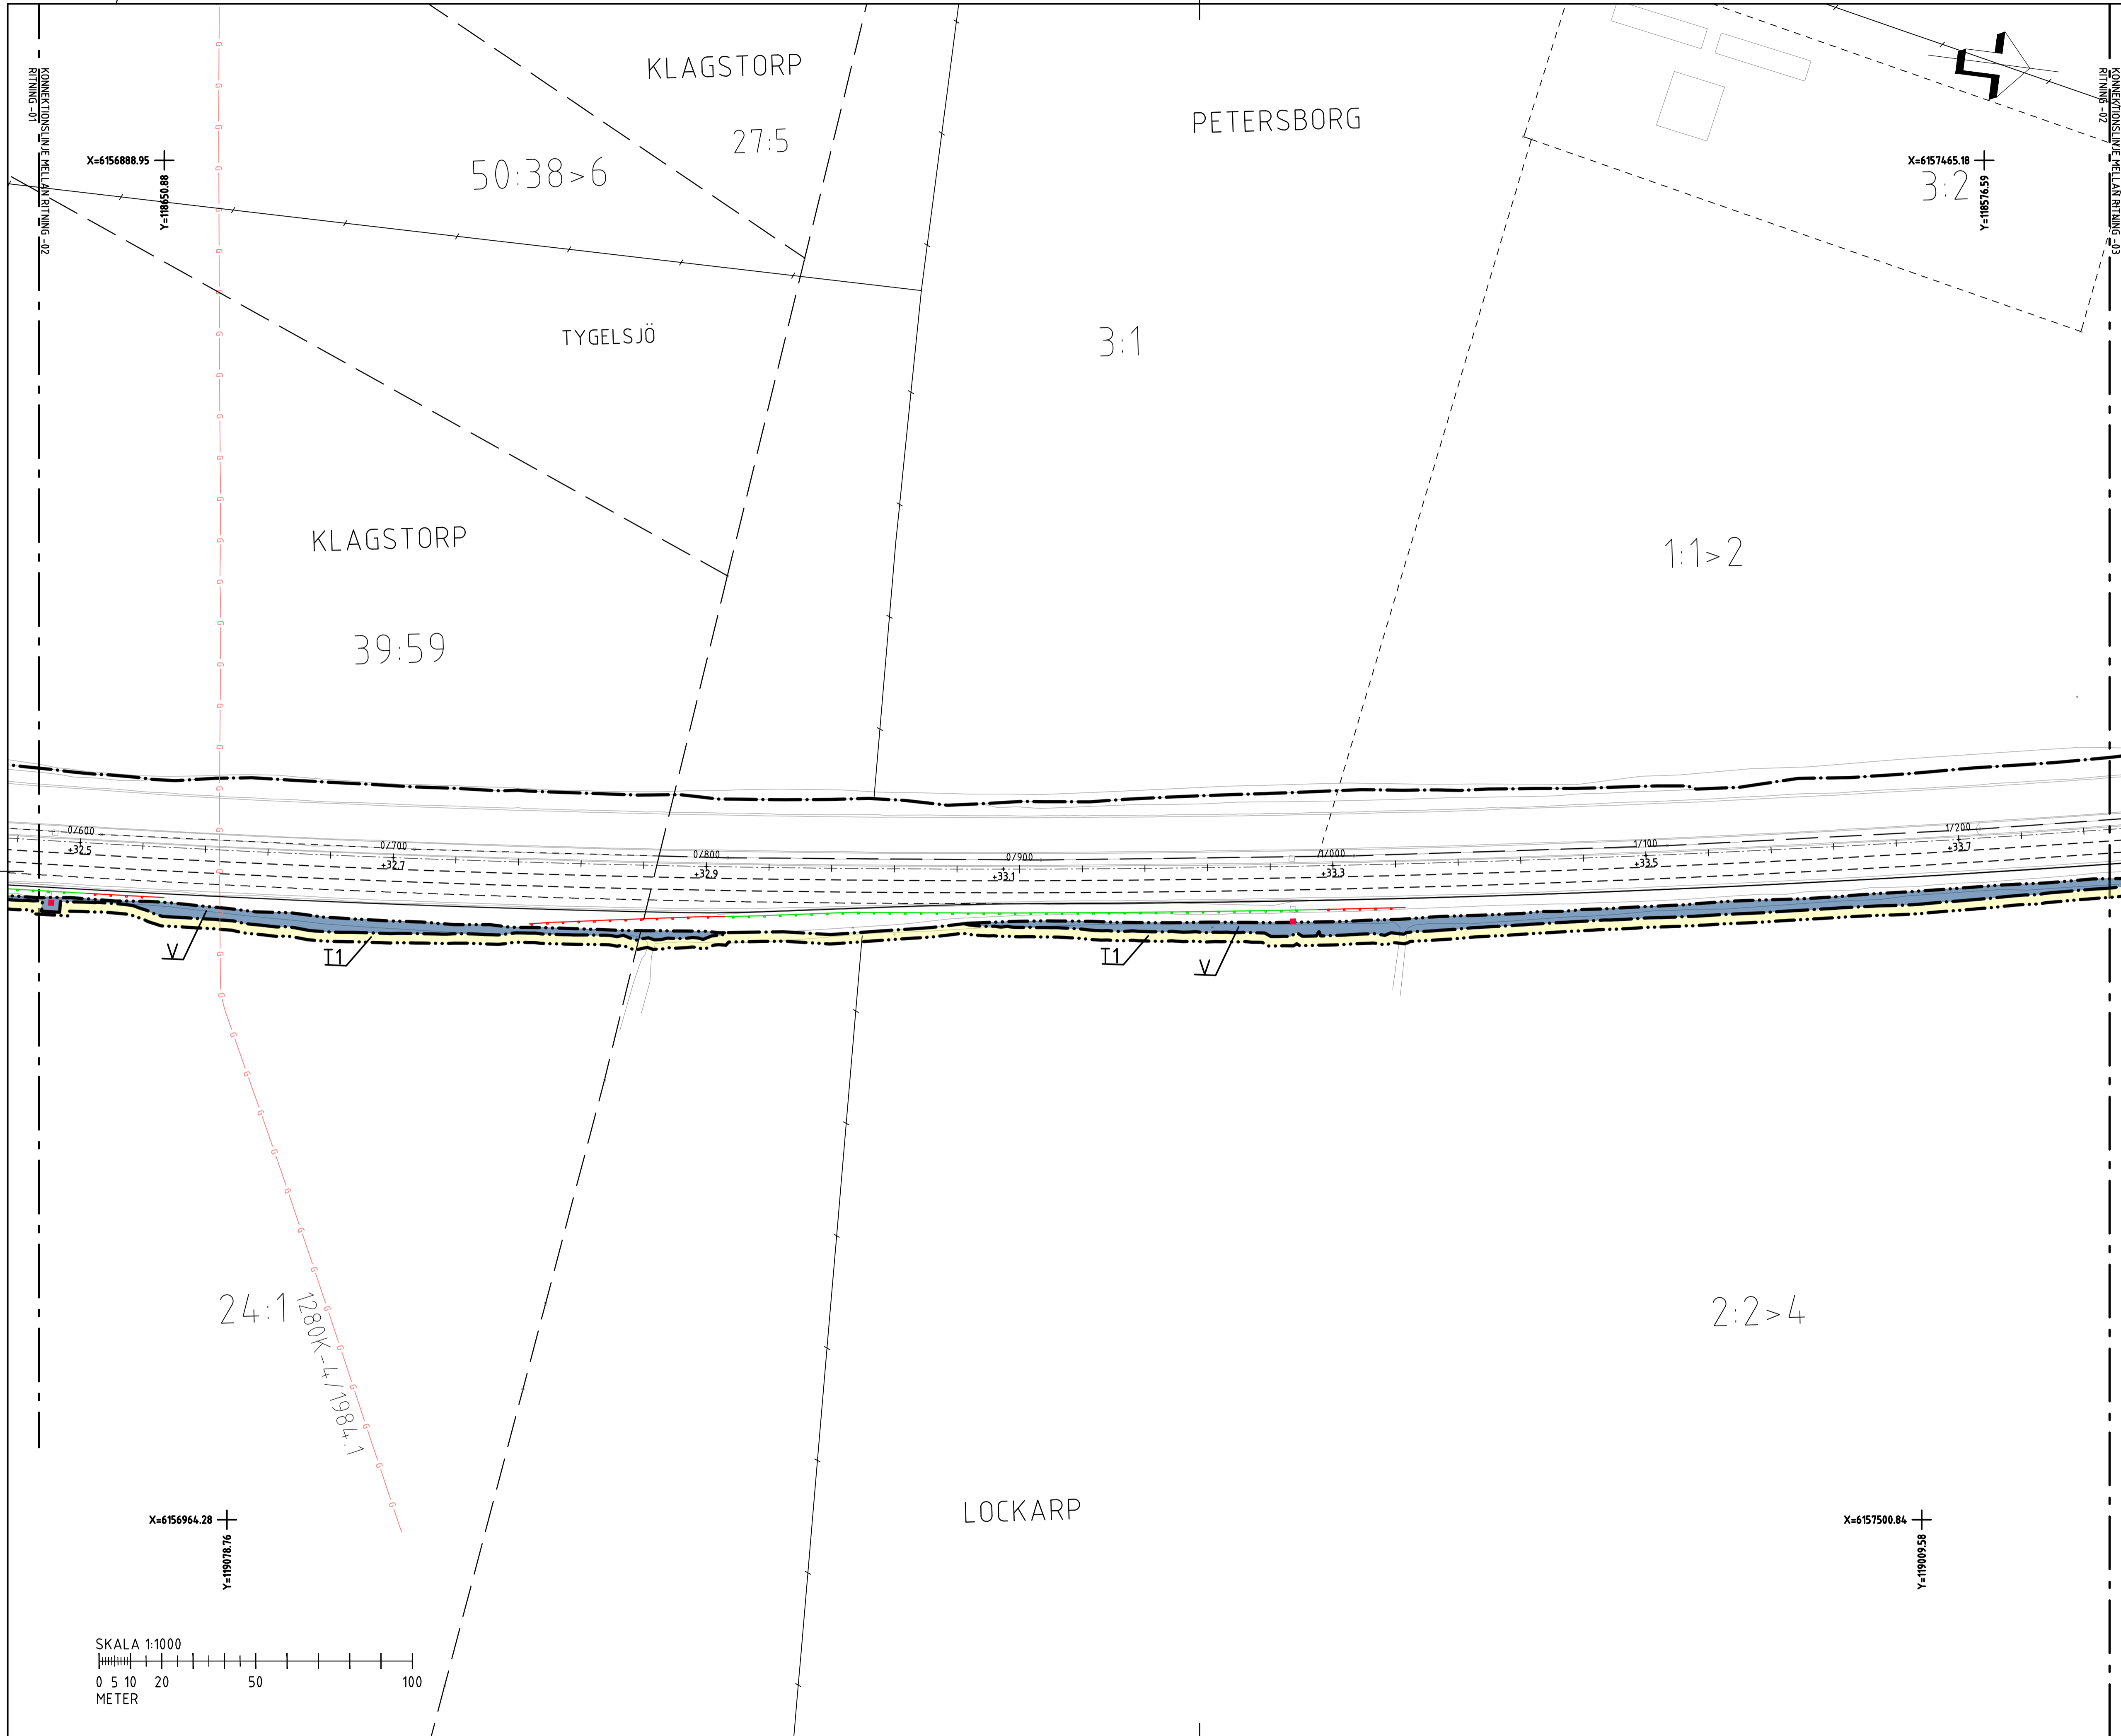 KONNEKTIONSLINJE MELLAN RITNING -02
RITNING -01
KONNEKTIONSLINJE MELLAN RITNING -03
RITNING -02
KLAGSTORP
27:5
PETERSBORG
50:38>6
X=6156888.95
Y=118650.88
X=6157465.18
Y=118576.59
3:2
TYGELSJÖ
3:1
KLAGSTORP
39:59
1:1>2
0/600
+32.5
0/700
+32.7
0/800
+32.9
0/900
+33.1
1/000
+33.3
1/100
+33.5
1/200
+33.7
V
T1
T1
V
24:1
1280K-4/1984.1
2:2>4
LOCKARP
X=6156964.28
Y=119078.76
X=6157500.84
Y=119009.58
SKALA 1:1000
0 5 10 20 50 100
METER